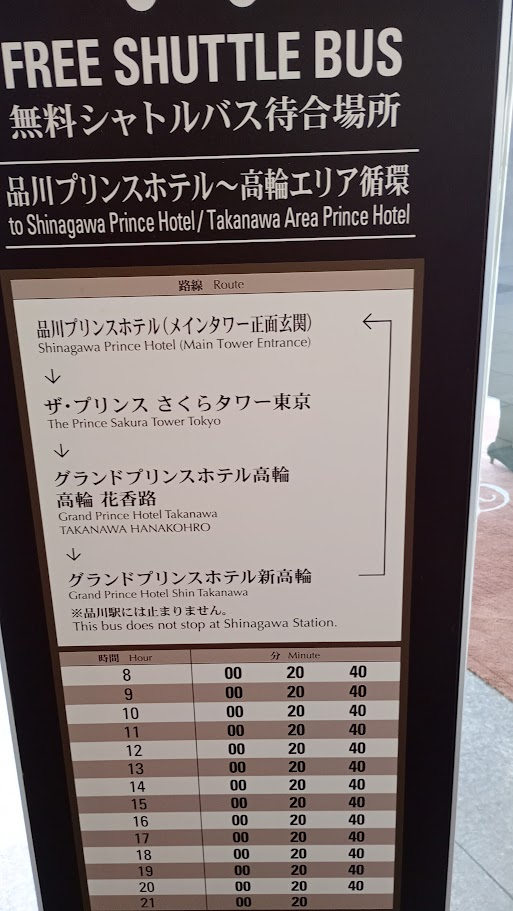 FREE SHUTTLE BUS
無料シャトルバス待合場所
品川プリンスホテル～高輪エリア循環
to Shinagawa Prince Hotel / Takanawa Area Prince Hotel
路線 Route
品川プリンスホテル(メインタワー正面玄関)
Shinagawa Prince Hotel (Main Tower Entrance)
↓
ザ・プリンス さくらタワー東京
The Prince Sakura Tower Tokyo
↓
グランドプリンスホテル高輪
高輪 花香路
Grand Prince Hotel Takanawa
TAKANAWA HANAKOHRO
↓
グランドプリンスホテル新高輪
Grand Prince Hotel Shin Takanawa
※品川駅には止まりません。
This bus does not stop at Shinagawa Station.
時間 Hour 分 Minute
8 00 20 40
9 00 20 40
10 00 20 40
11 00 20 40
12 00 20 40
13 00 20 40
14 00 20 40
15 00 20 40
16 00 20 40
17 00 20 40
18 00 20 40
19 00 20 40
20 00 20 40
21 00 20